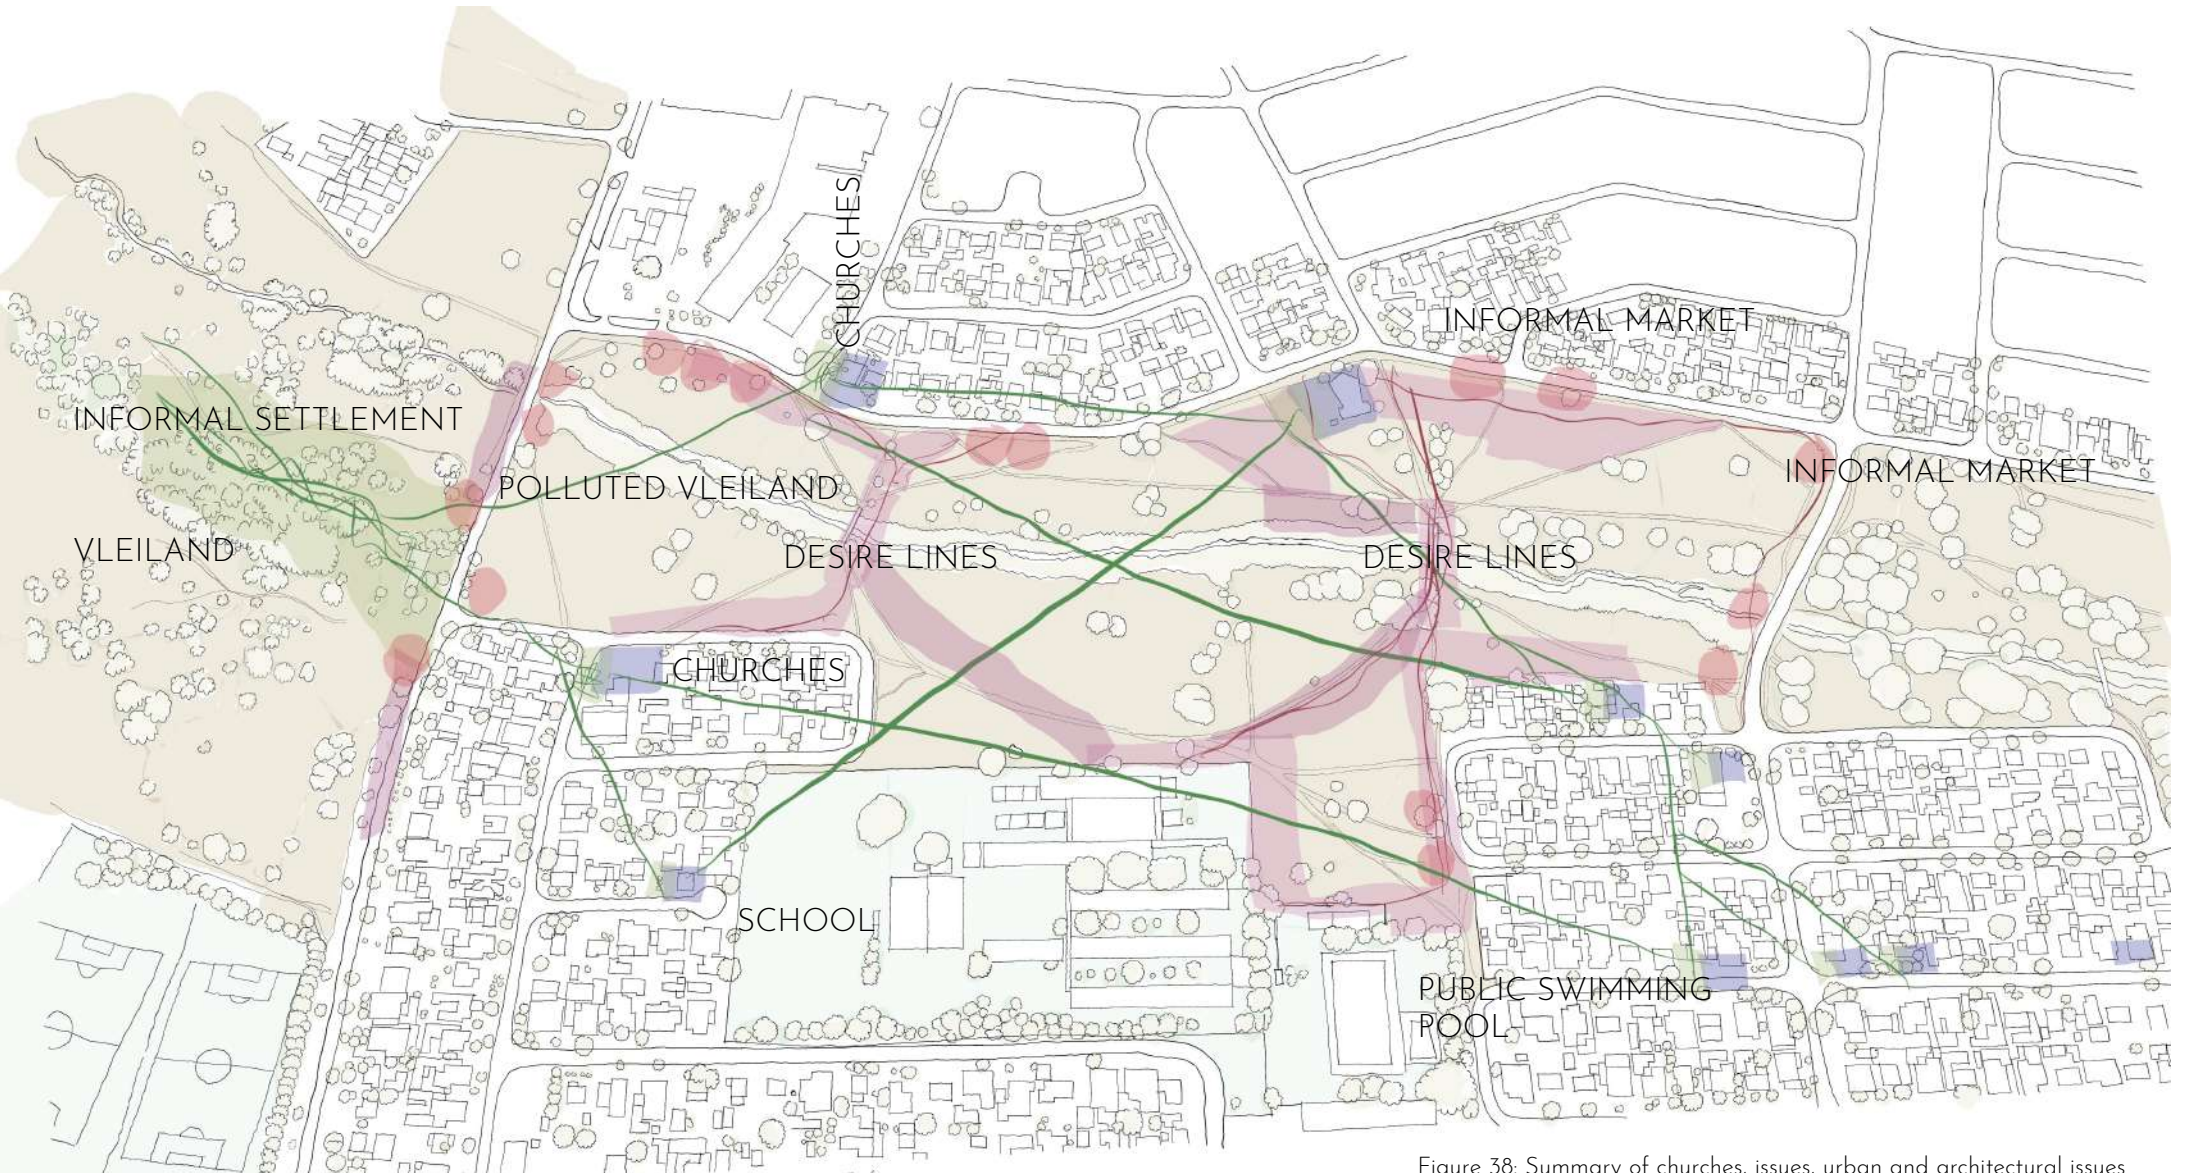 CHURCHES
INFORMAL MARKET
INFORMAL SETTLEMENT
INFORMAL MARKET
POLLUTED VLEILAND
VLEILAND
DESIRE LINES
DESIRE LINES
CHURCHES
SCHOOL
PUBLIC SWIMMING
POOL
Figure 38: Summary of churches, issues, urban and architectural issues